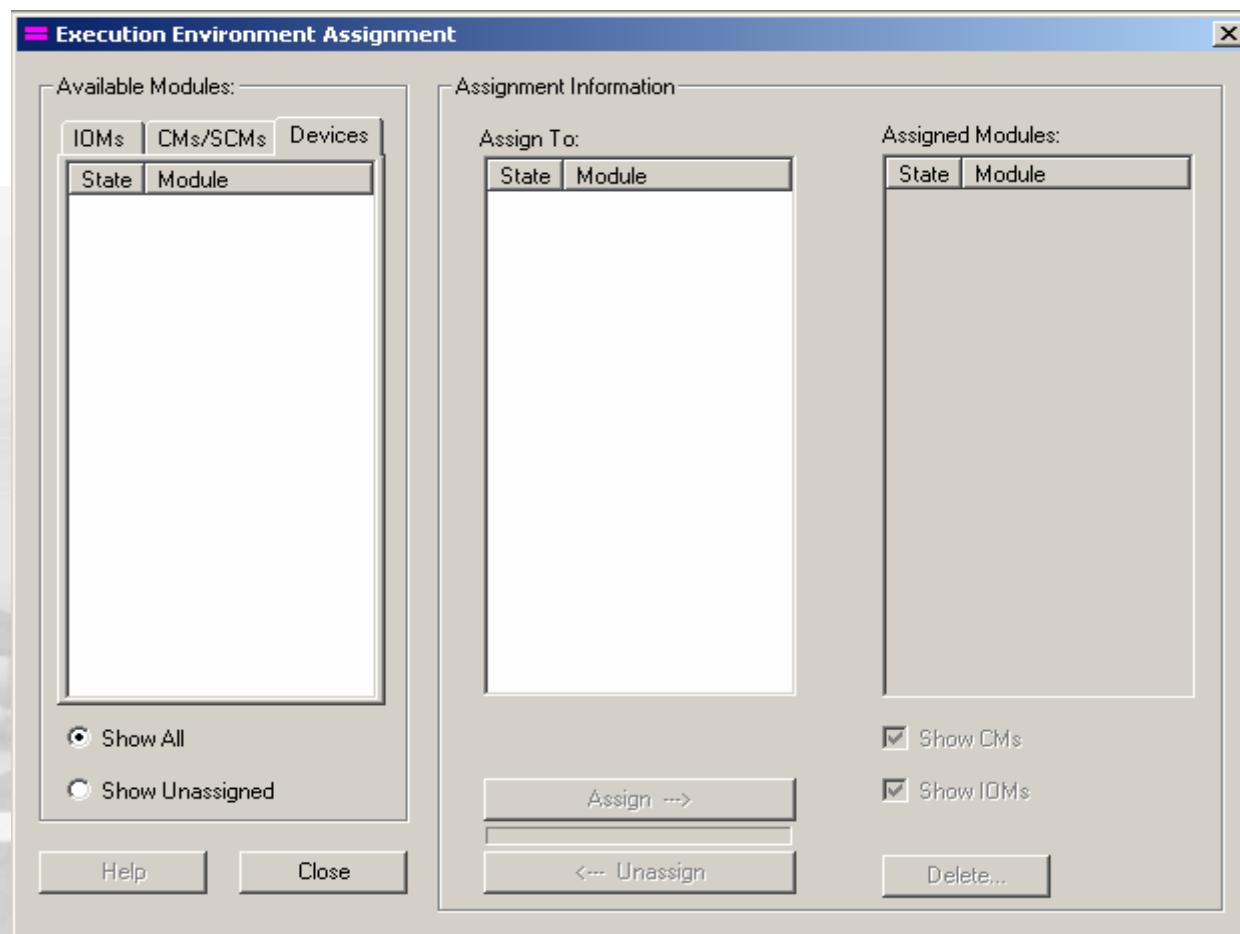 Execution Environment Assignment
Available Modules:
IOMs CMs/SCMs Devices
State Module
Show All
Show Unassigned
Help Close
Assignment Information
Assign To:
State Module
Assign --->
<--- Unassign
Assigned Modules:
State Module
Show CMs
Show IOMs
Delete...